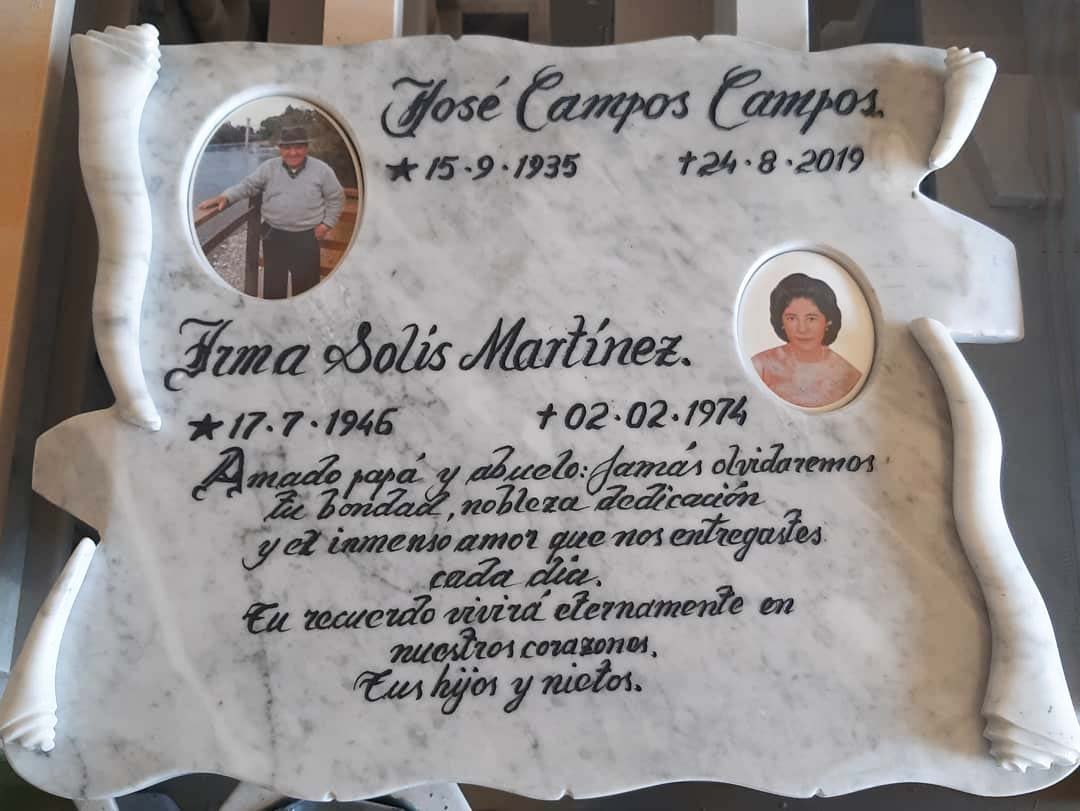 José Campos Campos.
★ 15·9·1935 ✝ 24·8·2019
Irma Solís Martínez.
★ 17·7·1946 ✝ 02·02·1974
Amado papá y abuelo: Jamás olvidaremos
tu bondad, nobleza dedicación
y el inmenso amor que nos entregastes
cada día.
Tu recuerdo vivirá eternamente en
nuestros corazones.
Tus hijos y nietos.